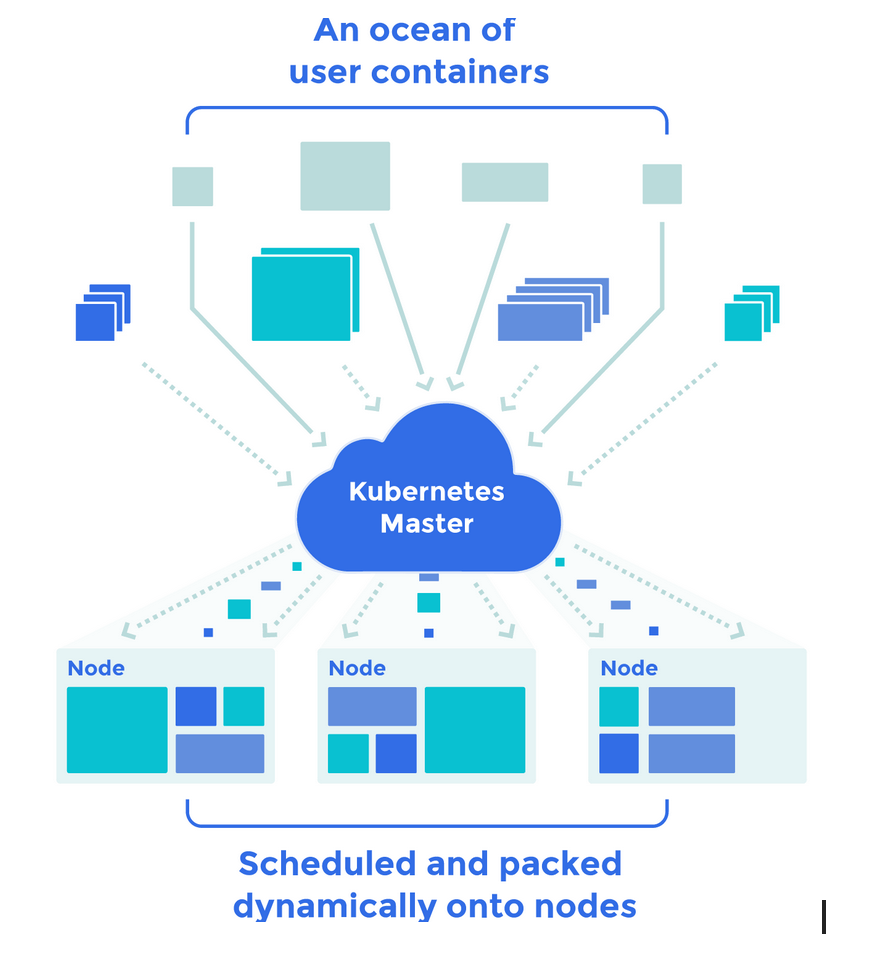 An ocean of
user containers
Kubernetes
Master
Node
Node
Node
Scheduled and packed
dynamically onto nodes